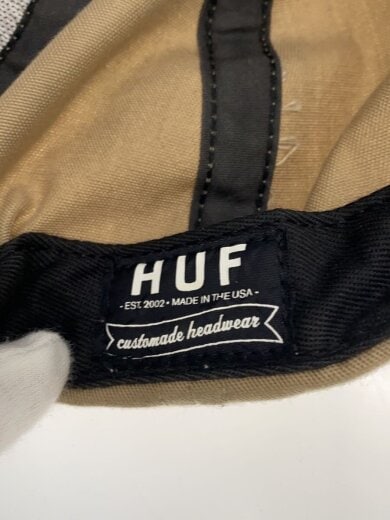 HUF
- EST. 2002 • MADE IN THE USA -
customade headwear